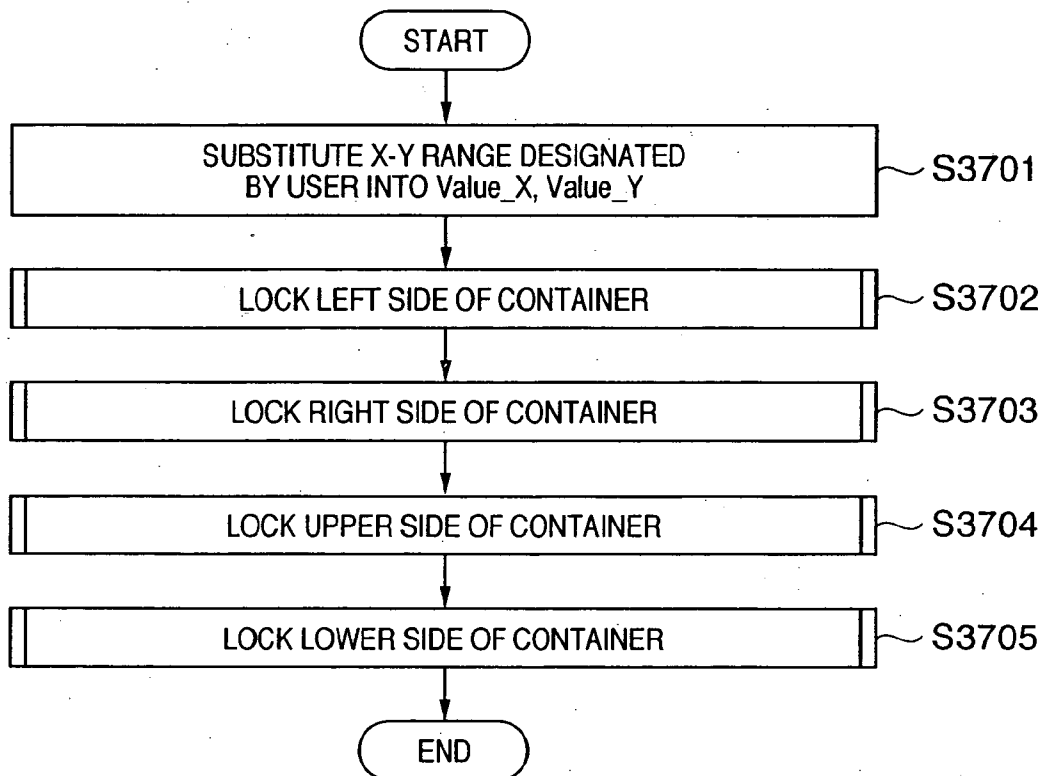 START
SUBSTITUTE X-Y RANGE DESIGNATED
BY USER INTO Value_X, Value_Y
S3701
LOCK LEFT SIDE OF CONTAINER
S3702
LOCK RIGHT SIDE OF CONTAINER
S3703
LOCK UPPER SIDE OF CONTAINER
S3704
LOCK LOWER SIDE OF CONTAINER
S3705
END